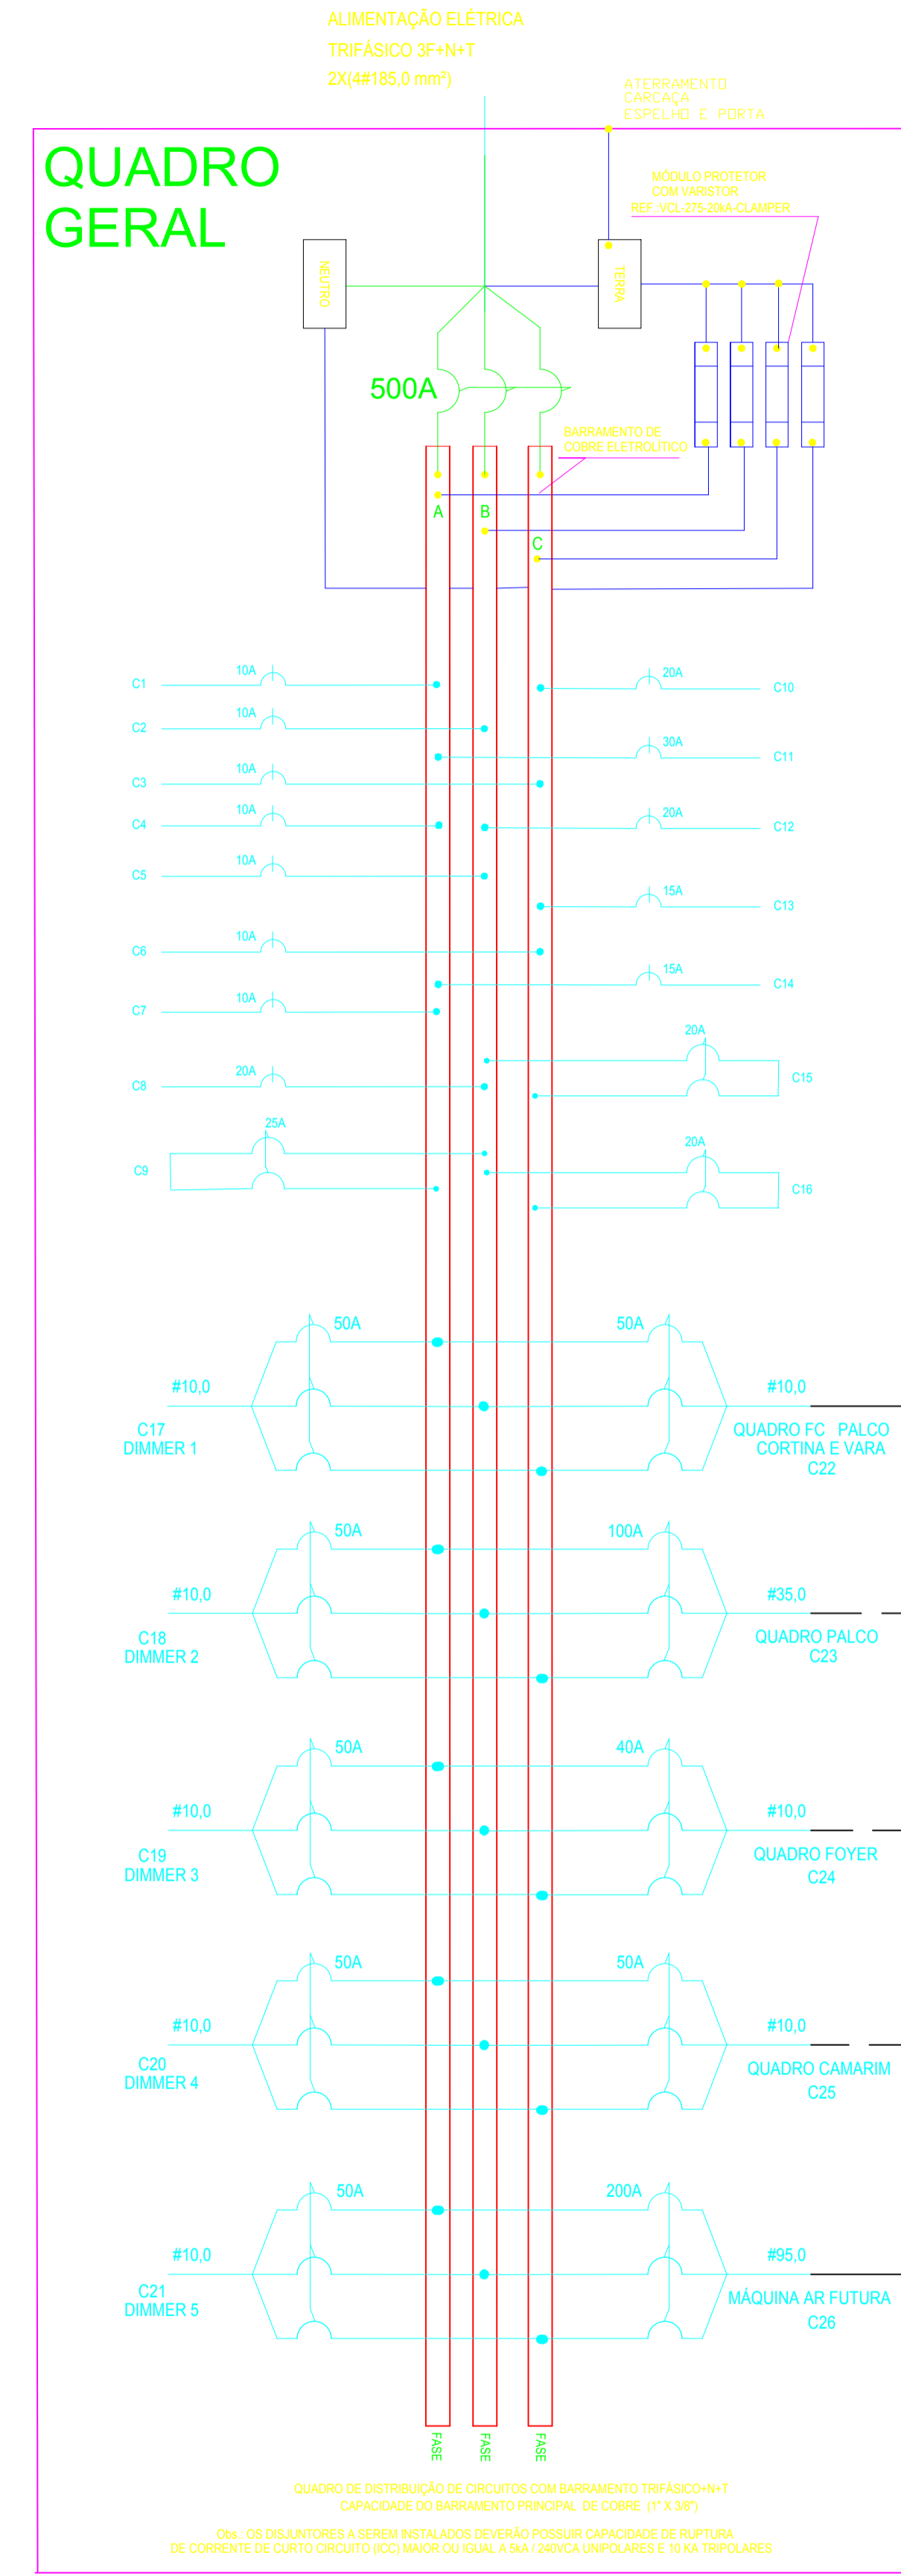 ALIMENTAÇÃO ELÉTRICA
TRIFÁSICO 3F+N+T
2X(4#185,0 mm²)
ATERRAMENTO
CARCAÇA
ESPELHO E PORTA
QUADRO
GERAL
MÓDULO PROTETOR
COM VARISTOR
REF.:VCL-275-20kA-CLAMPER
NEUTRO
TERRA
500A
BARRAMENTO DE
COBRE ELETROLÍTICO
A
B
C
C1
10A
20A
C10
C2
10A
30A
C11
C3
10A
C4
10A
20A
C12
C5
10A
15A
C13
C6
10A
15A
C14
C7
10A
20A
C15
C8
20A
25A
C9
20A
C16
50A
50A
#10,0
#10,0
C17
DIMMER 1
QUADRO FC PALCO
CORTINA E VARA
C22
50A
100A
#10,0
#35,0
C18
DIMMER 2
QUADRO PALCO
C23
50A
40A
#10,0
#10,0
C19
DIMMER 3
QUADRO FOYER
C24
50A
50A
#10,0
#10,0
C20
DIMMER 4
QUADRO CAMARIM
C25
50A
200A
#10,0
#95,0
C21
DIMMER 5
MÁQUINA AR FUTURA
C26
FASE
FASE
FASE
QUADRO DE DISTRIBUIÇÃO DE CIRCUITOS COM BARRAMENTO TRIFÁSICO+N+T
CAPACIDADE DO BARRAMENTO PRINCIPAL DE COBRE (1" X 3/8")
Obs.: OS DISJUNTORES A SEREM INSTALADOS DEVERÃO POSSUIR CAPACIDADE DE RUPTURA
DE CORRENTE DE CURTO CIRCUITO (ICC) MAIOR OU IGUAL A 5kA / 240VCA UNIPOLARES E 10 KA TRIPOLARES